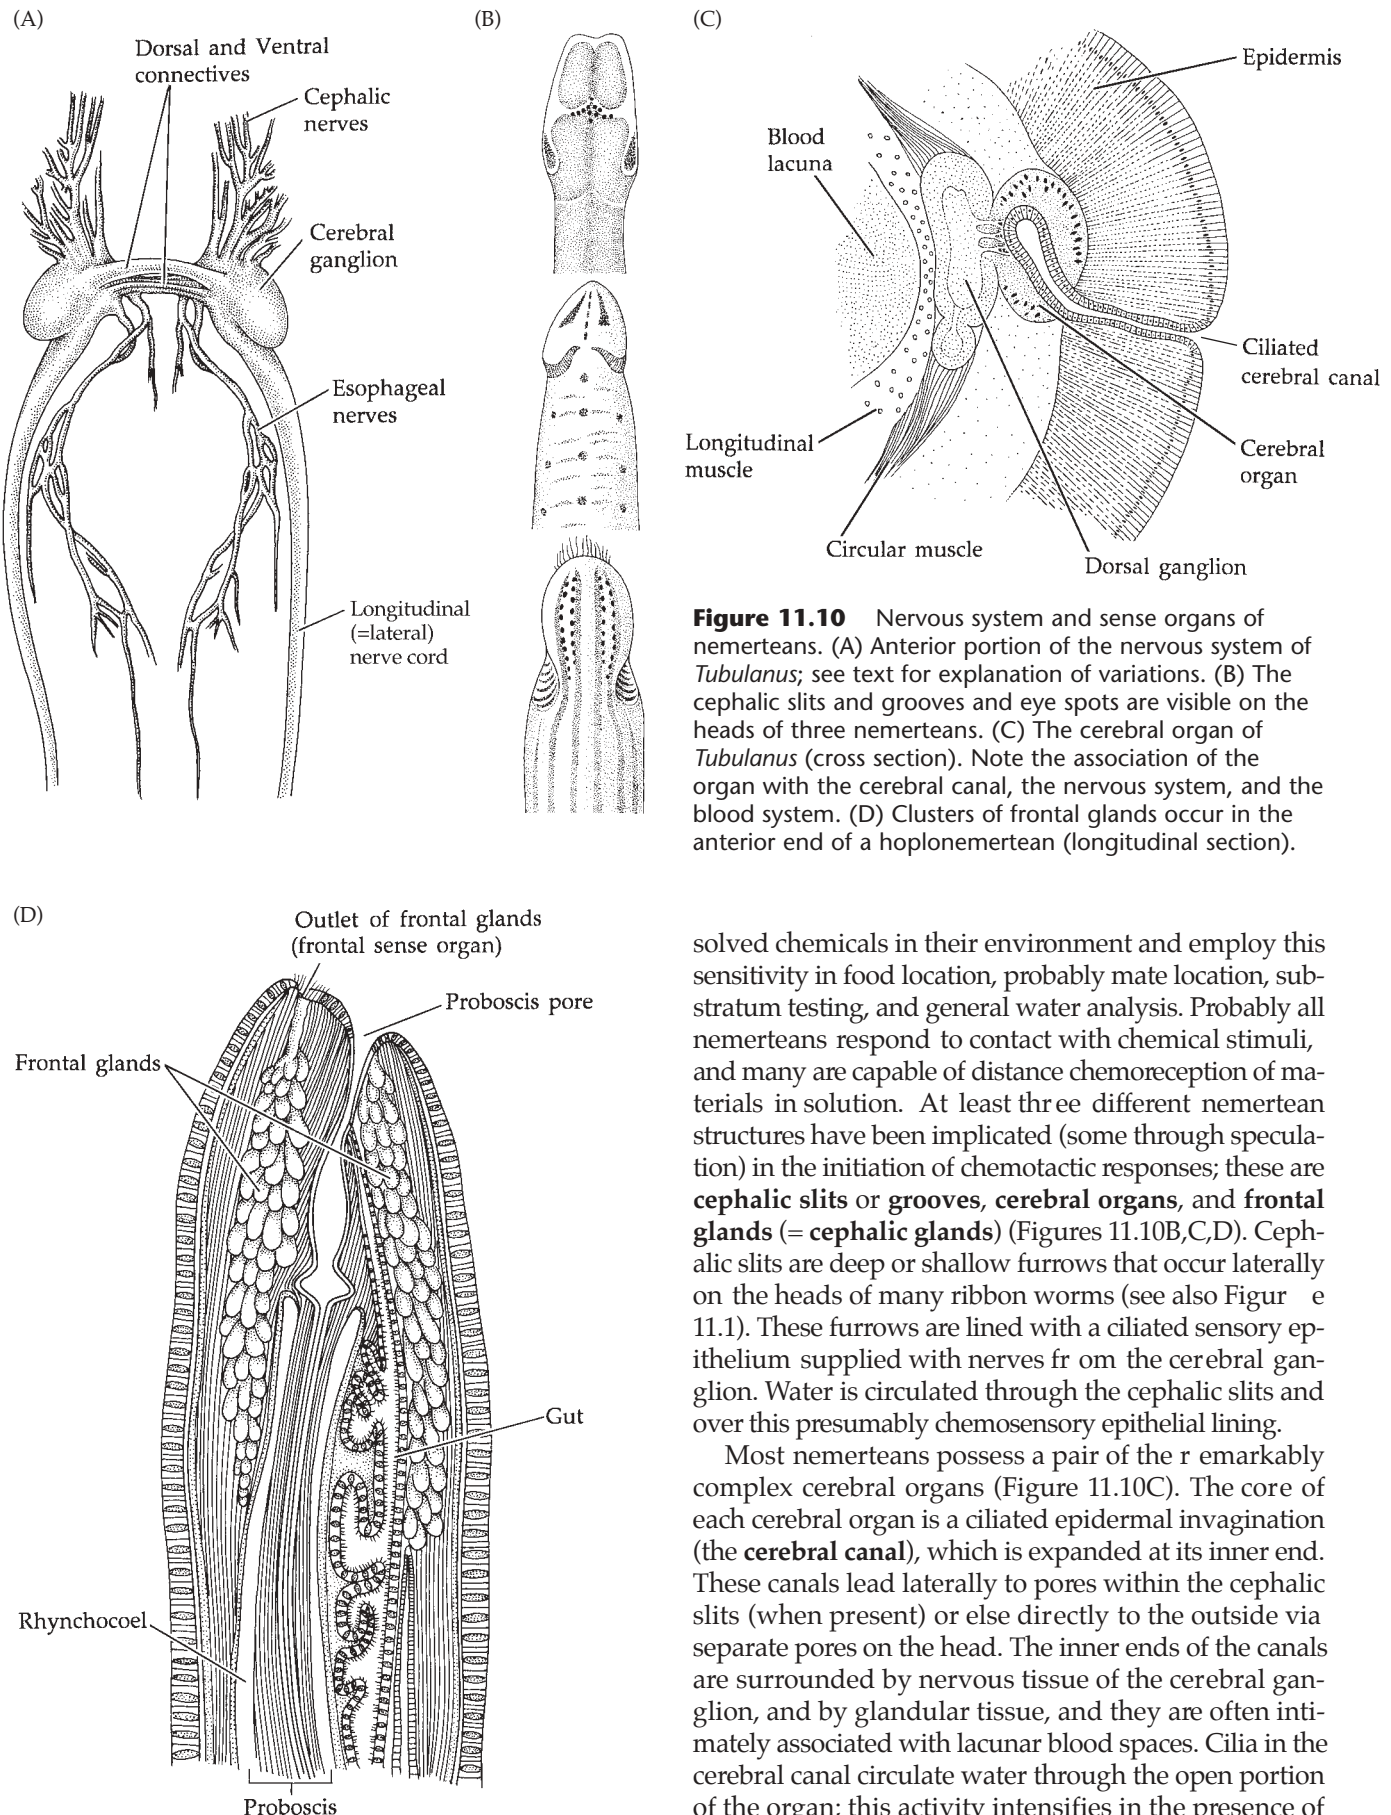 (A)
Dorsal and Ventral
connectives
Cephalic
nerves
Cerebral
ganglion
Esophageal
nerves
Longitudinal
(=lateral)
nerve cord
(B)
(C)
Epidermis
Blood
lacuna
Ciliated
cerebral canal
Longitudinal
muscle
Cerebral
organ
Circular muscle
Dorsal ganglion
Figure 11.10 Nervous system and sense organs of
nemerteans. (A) Anterior portion of the nervous system of
Tubulanus; see text for explanation of variations. (B) The
cephalic slits and grooves and eye spots are visible on the
heads of three nemerteans. (C) The cerebral organ of
Tubulanus (cross section). Note the association of the
organ with the cerebral canal, the nervous system, and the
blood system. (D) Clusters of frontal glands occur in the
anterior end of a hoplonemertean (longitudinal section).
(D)
Outlet of frontal glands
(frontal sense organ)
Proboscis pore
Frontal glands
Gut
Rhynchocoel
Proboscis
solved chemicals in their environment and employ this
sensitivity in food location, probably mate location, sub-
stratum testing, and general water analysis. Probably all
nemerteans respond to contact with chemical stimuli,
and many are capable of distance chemoreception of ma-
terials in solution. At least thr ee different nemertean
structures have been implicated (some through specula-
tion) in the initiation of chemotactic responses; these are
cephalic slits or grooves, cerebral organs, and frontal
glands (= cephalic glands) (Figures 11.10B,C,D). Ceph-
alic slits are deep or shallow furrows that occur laterally
on the heads of many ribbon worms (see also Figur e
11.1). These furrows are lined with a ciliated sensory ep-
ithelium supplied with nerves fr om the cerebral gan-
glion. Water is circulated through the cephalic slits and
over this presumably chemosensory epithelial lining.
Most nemerteans possess a pair of the r emarkably
complex cerebral organs (Figure 11.10C). The core of
each cerebral organ is a ciliated epidermal invagination
(the cerebral canal), which is expanded at its inner end.
These canals lead laterally to pores within the cephalic
slits (when present) or else directly to the outside via
separate pores on the head. The inner ends of the canals
are surrounded by nervous tissue of the cerebral gan-
glion, and by glandular tissue, and they are often inti-
mately associated with lacunar blood spaces. Cilia in the
cerebral canal circulate water through the open portion
of the organ; this activity intensifies in the presence of